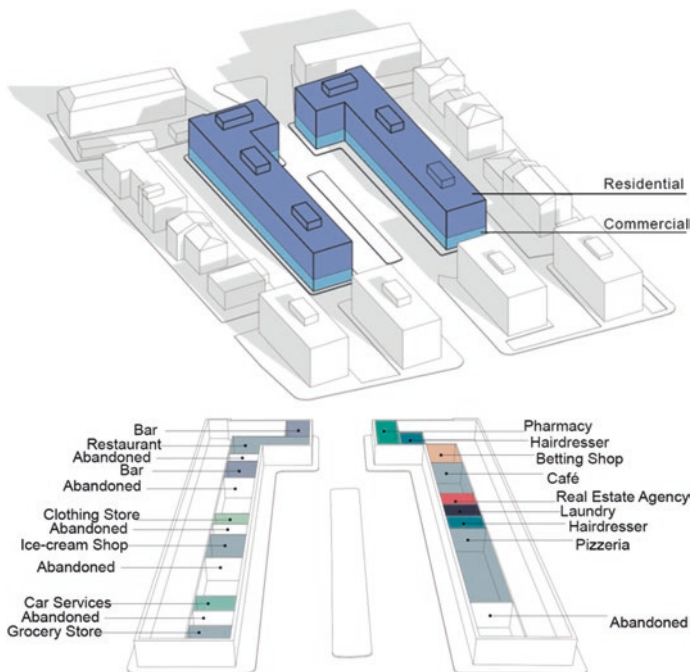 Residential
Commercial
Bar
Restaurant
Abandoned
Bar
Abandoned
Clothing Store
Abandoned
Ice-cream Shop
Abandoned
Car Services
Abandoned
Grocery Store
Pharmacy
Hairdresser
Betting Shop
Café
Real Estate Agency
Laundry
Hairdresser
Pizzeria
Abandoned